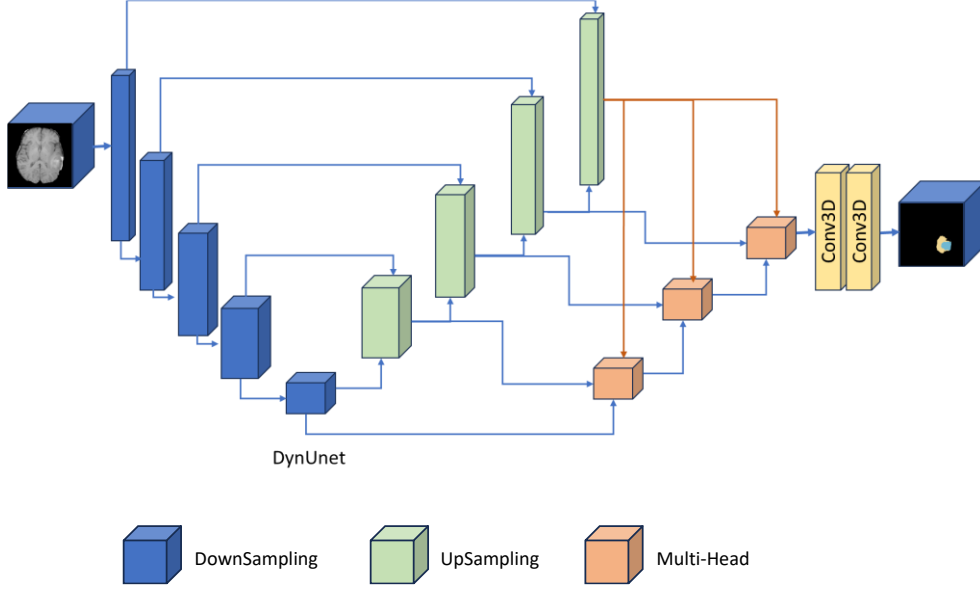 Conv3D
Conv3D
DynUnet
DownSampling
UpSampling
Multi-Head